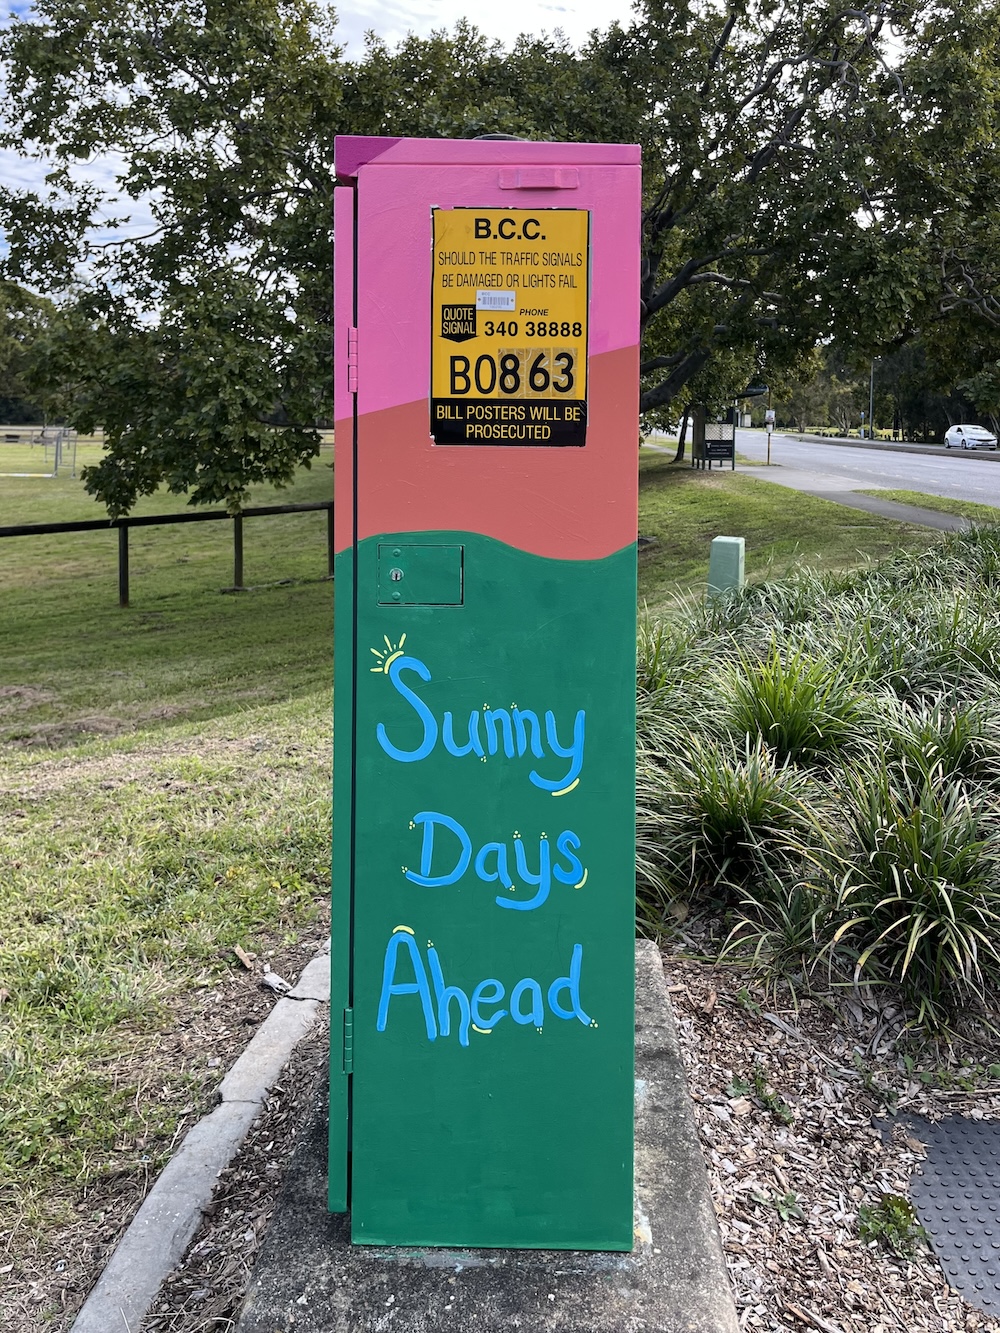 B.C.C.
SHOULD THE TRAFFIC SIGNALS
BE DAMAGED OR LIGHTS FAIL
QUOTE
SIGNAL
PHONE
340 38888
B0863
BILL POSTERS WILL BE
PROSECUTED
Sunny
Days
Ahead